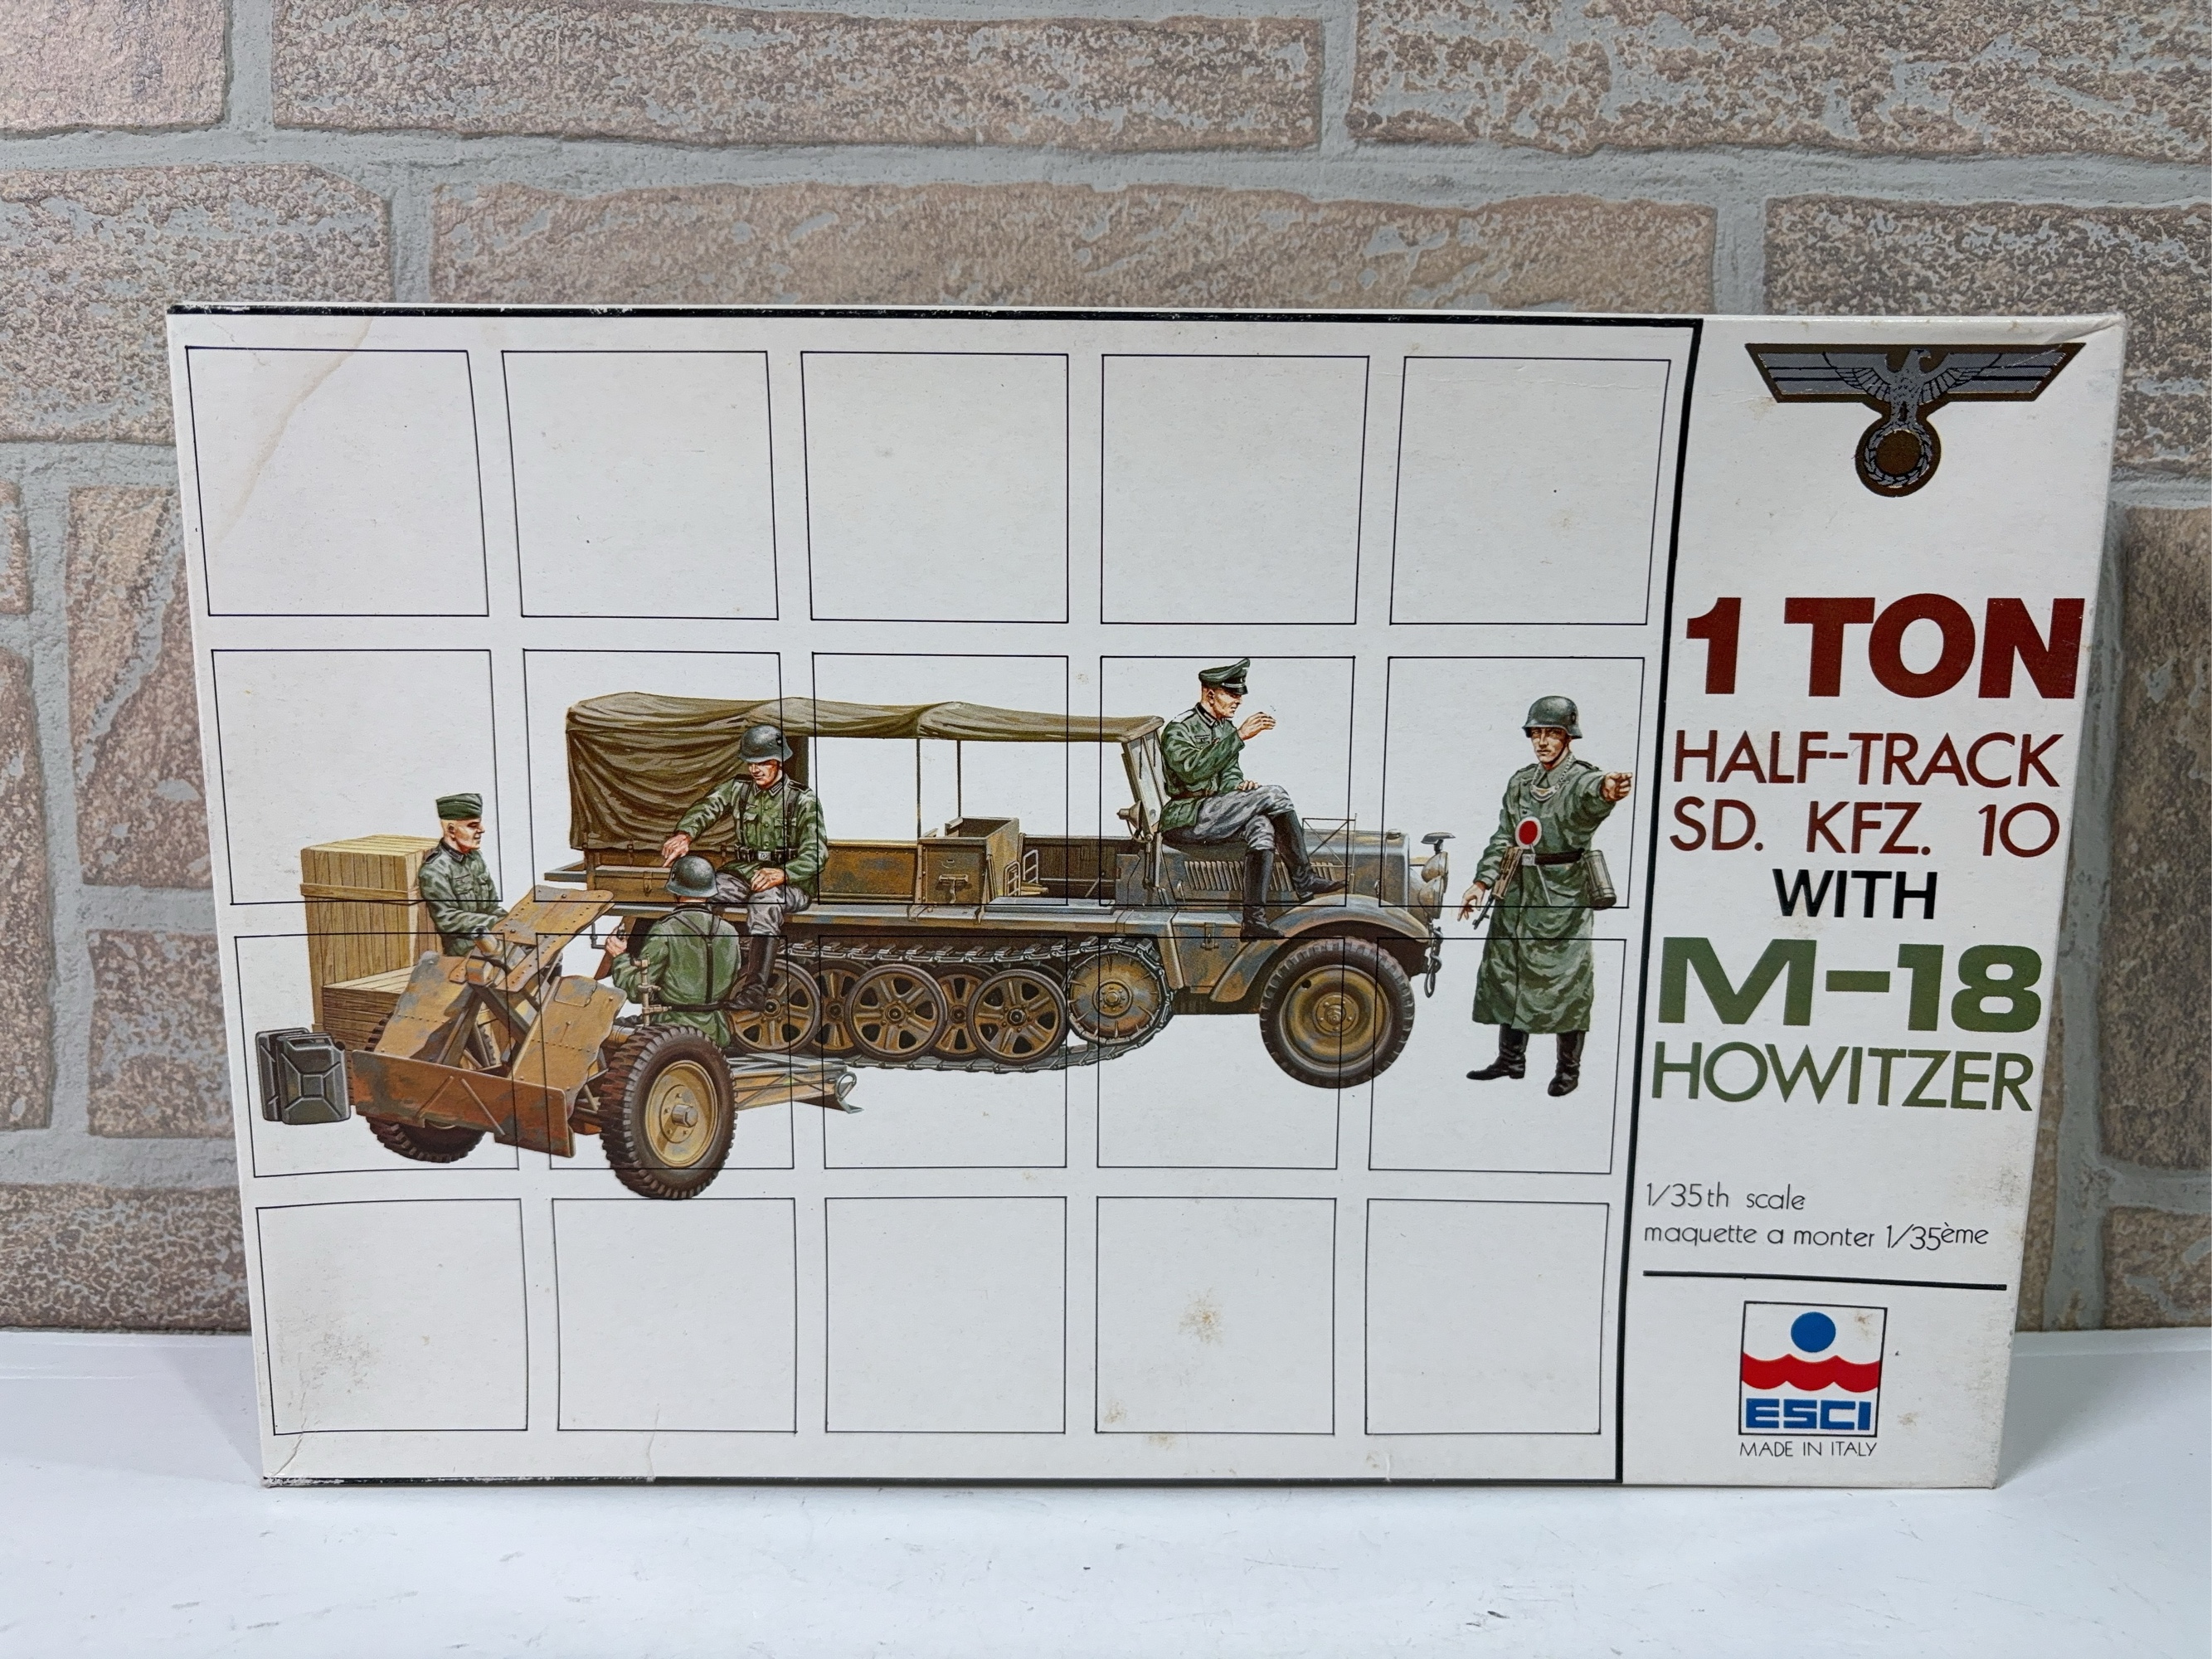 1 TON
HALF-TRACK
SD. KFZ. 10
WITH
M-18
HOWITZER
1/35th scale
maquette a monter 1/35ème
ESCI
MADE IN ITALY